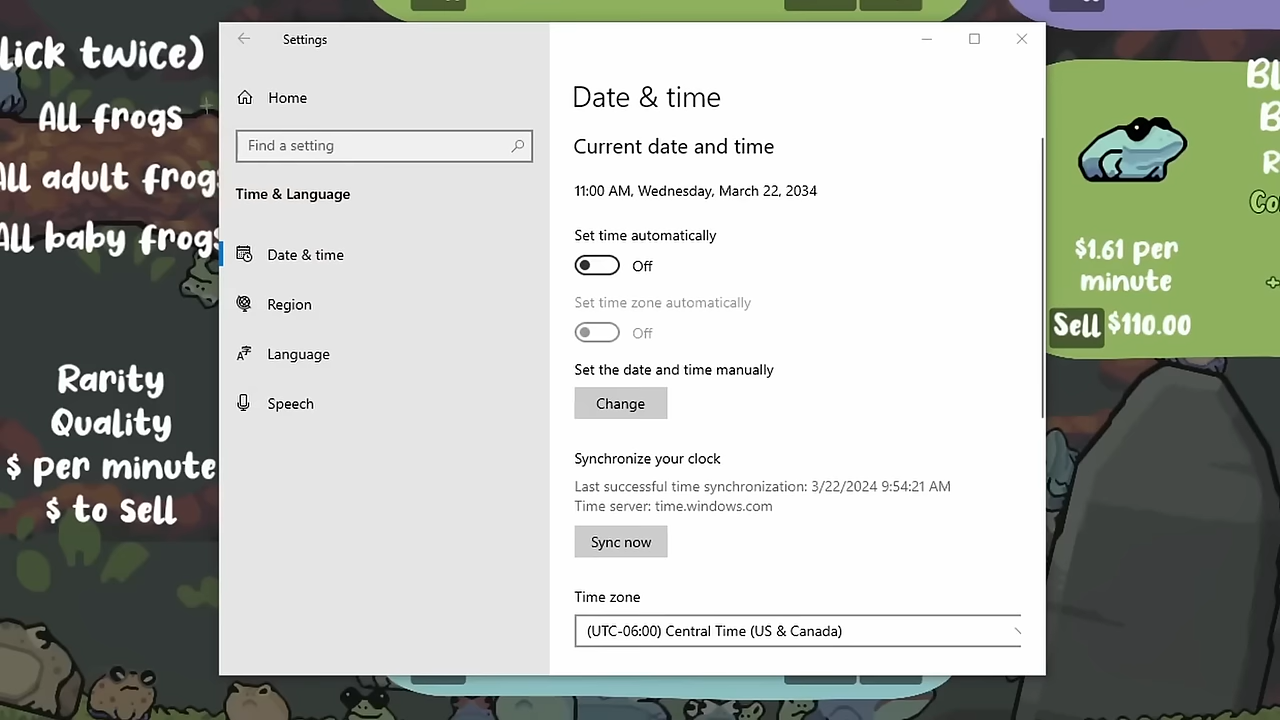 lick twice)
All frogs
All adult frogs
All baby frogs
Rarity
Quality
$ per minute
$ to sell
Settings
Home
Find a setting
Time & Language
Date & time
Region
Language
Speech
Date & time
Current date and time
11:00 AM, Wednesday, March 22, 2034
Set time automatically
Off
Set time zone automatically
Off
Set the date and time manually
Change
Synchronize your clock
Last successful time synchronization: 3/22/2024 9:54:21 AM
Time server: time.windows.com
Sync now
Time zone
(UTC-06:00) Central Time (US & Canada)
$1.61 per
minute
Sell $110.00
Bl
B
R
Co
+